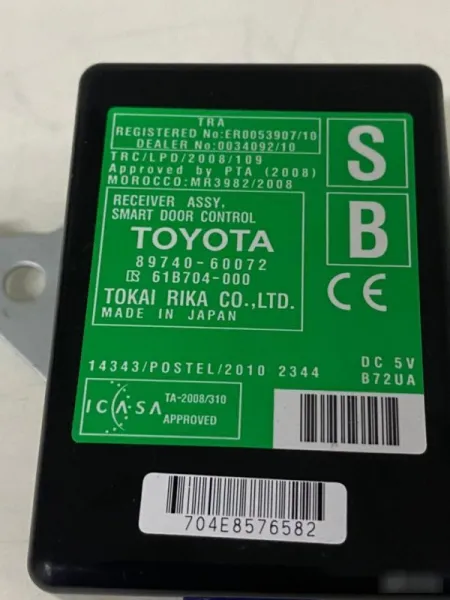 TRA
REGISTERED No:ER0053907/10
DEALER No:0034092/10
TRC/LPD/2008/109
Approved by PTA (2008)
MOROCCO:MR3982/2008
S
B
RECEIVER ASSY,
SMART DOOR CONTROL
TOYOTA
89740-60072
61B704-000
TOKAI RIKA CO.,LTD.
MADE IN JAPAN
CE
14343/POSTEL/2010 2344
DC 5V
B72UA
ICASA
TA-2008/310
APPROVED
704E8576582